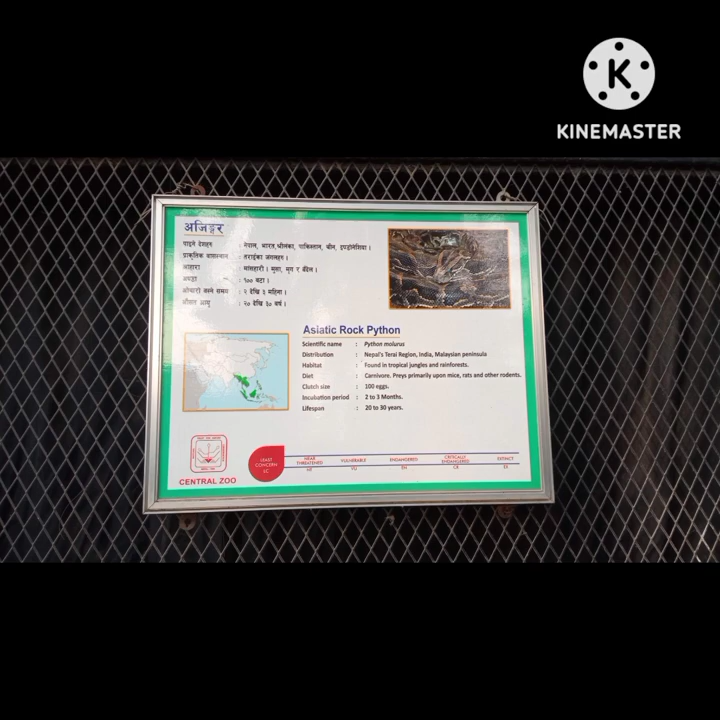 K
KINEMASTER
अजिङ्गर
पाइने देशहरु : नेपाल, भारत, श्रीलंका, पाकिस्तान, चीन, इण्डोनेशिया ।
प्राकृतिक वासस्थान : तराईका जंगलहरु ।
आहारा : मांसहारी । मुसा, मृग र बँदेल ।
अण्डा : १०० वटा ।
ओथारो बस्ने समय : २ देखि ३ महिना ।
औसत आयु : २० देखि ३० वर्ष ।
Asiatic Rock Python
Scientific name : Python molurus
Distribution : Nepal's Terai Region, India, Malaysian peninsula
Habitat : Found in tropical jungles and rainforests.
Diet : Carnivore. Preys primarily upon mice, rats and other rodents.
Clutch size : 100 eggs.
Incubation period : 2 to 3 Months.
Lifespan : 20 to 30 years.
CENTRAL ZOO
LEAST CONCERN LC
NEAR THREATENED NT
VULNERABLE VU
ENDANGERED EN
CRITICALLY ENDANGERED CR
EXTINCT EX